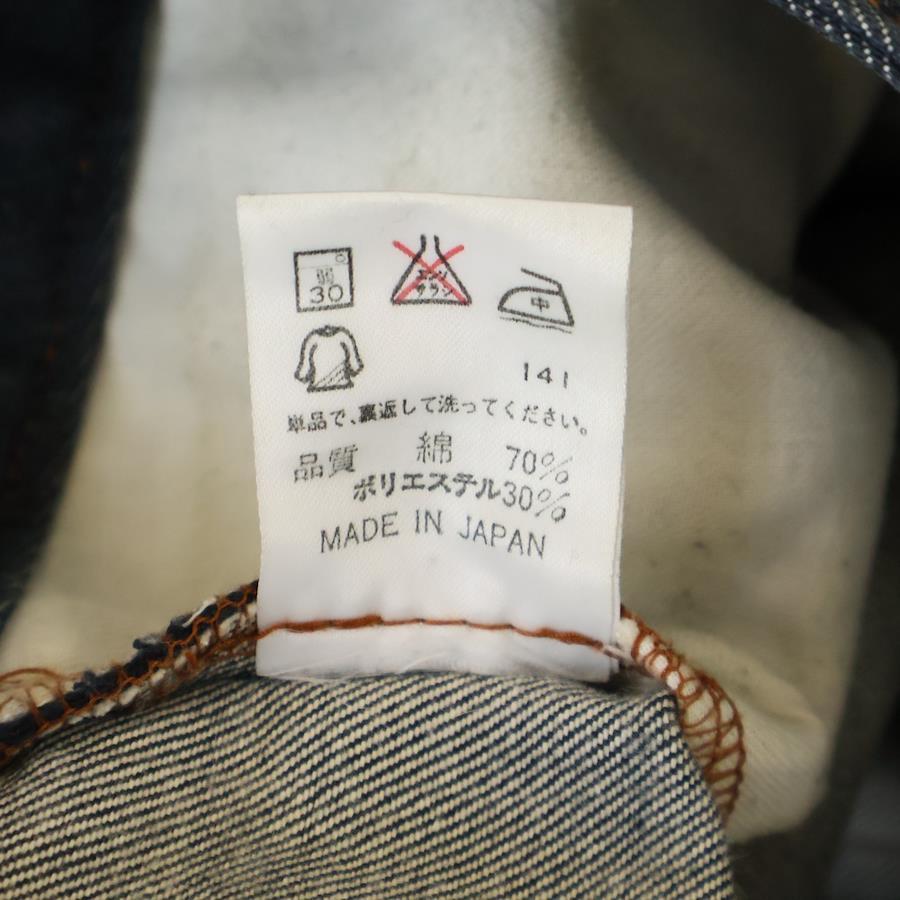 弱
30
エンソ
サラシ
中
141
単品で、裏返して洗ってください。
品質 綿 70%
ポリエステル30%
MADE IN JAPAN